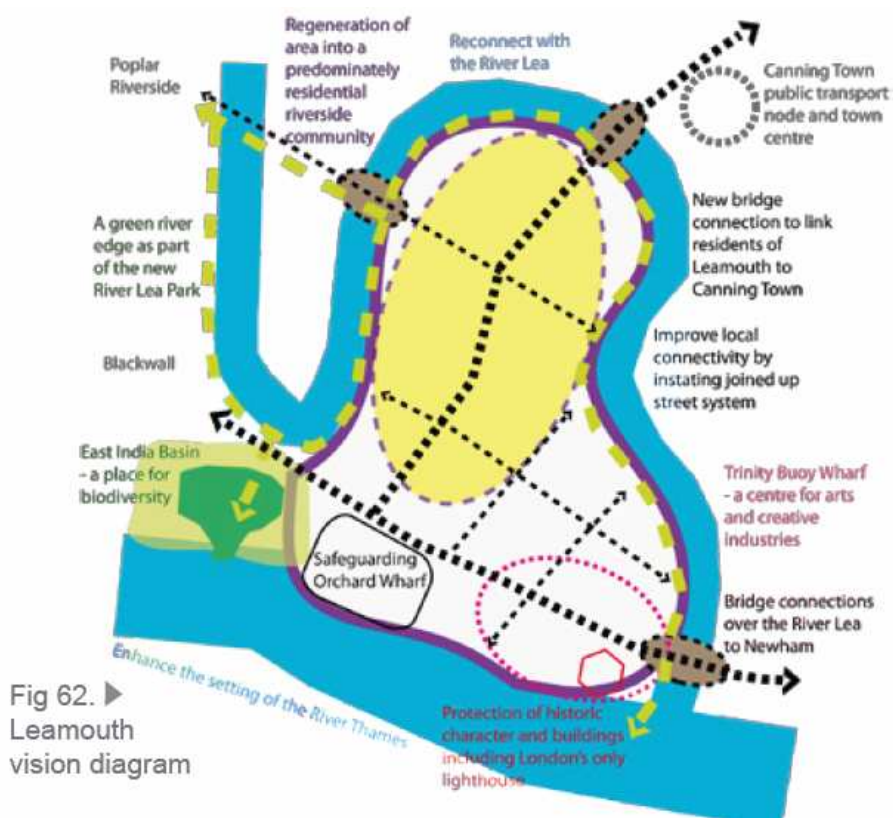 Regeneration of
area into a
predominately
residential
riverside
community
Reconnect with
the River Lea
Poplar
Riverside
Canning Town
public transport
node and town
centre
A green river
edge as part
of the new
River Lea Park
New bridge
connection to link
residents of
Leamouth to
Canning Town
Blackwall
Improve local
connectivity by
instating joined up
street system
East India Basin
- a place for
biodiversity
Trinity Buoy Wharf
- a centre for arts
and creative
industries
Safeguarding
Orchard Wharf
Bridge connections
over the River Lea
to Newham
Enhance the setting of the River Thames
Protection of historic
character and buildings
including London's only
lighthouse
Fig 62. ▶
Leamouth
vision diagram